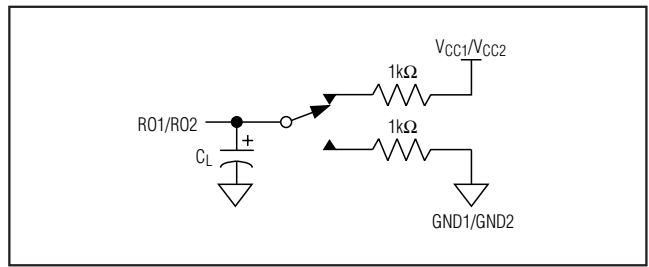 VCC1/VCC2
1kΩ
RO1/RO2
1kΩ
+
CL
GND1/GND2